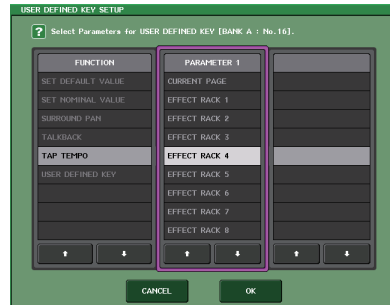 USER DEFINED KEY SETUP
? Select Parameters for USER DEFINED KEY [BANK A : No.16].
FUNCTION
SET DEFAULT VALUE
SET NOMINAL VALUE
SURROUND PAN
TALKBACK
TAP TEMPO
USER DEFINED KEY
PARAMETER 1
CURRENT PAGE
EFFECT RACK 1
EFFECT RACK 2
EFFECT RACK 3
EFFECT RACK 4
EFFECT RACK 5
EFFECT RACK 6
EFFECT RACK 7
EFFECT RACK 8
CANCEL
OK